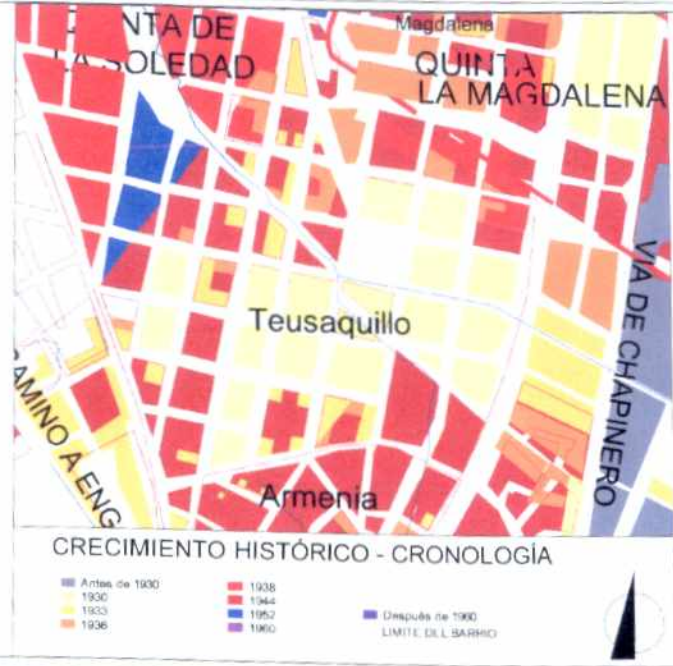 NTA DE
LA SOLEDAD
Magdalena
QUINTA
LA MAGDALENA
VIA DE CHAPINERO
Teusaquillo
AMINO A ENG
Armenia
CRECIMIENTO HISTÓRICO - CRONOLOGÍA
Antes de 1930
1930
1933
1936
1938
1944
1952
1960
Después de 1960
LIMITE DEL BARRIO